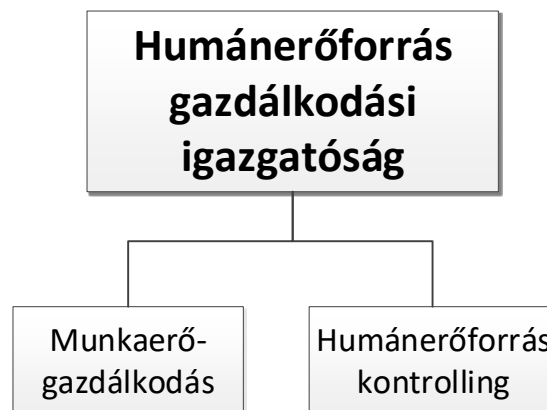 Humánerőforrás
gazdálkodási
igazgatóság
Munkaerő-
gazdálkodás
Humánerőforrás
kontrolling